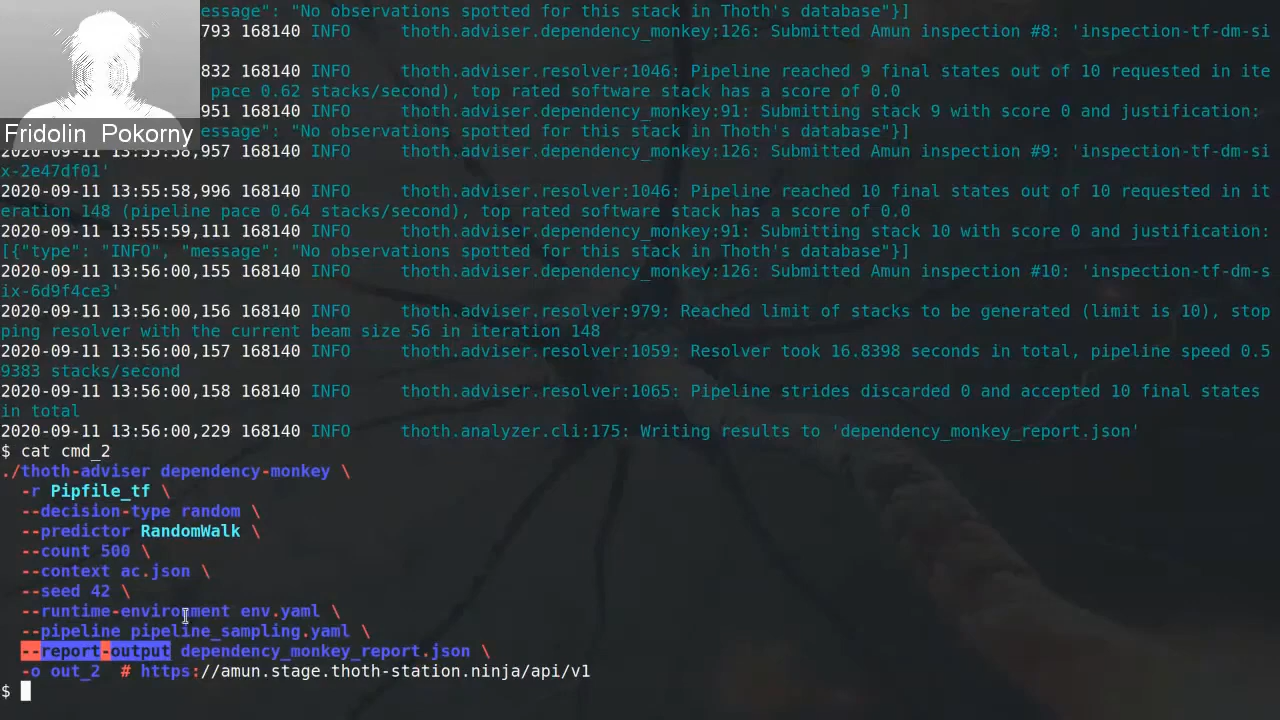 essage": "No observations spotted for this stack in Thoth's database"}]
793 168140 INFO     thoth.adviser.dependency_monkey:126: Submitted Amun inspection #8: 'inspection-tf-dm-si
832 168140 INFO     thoth.adviser.resolver:1046: Pipeline reached 9 final states out of 10 requested in ite
pace 0.62 stacks/second), top rated software stack has a score of 0.0
951 168140 INFO     thoth.adviser.dependency_monkey:91: Submitting stack 9 with score 0 and justification:
essage": "No observations spotted for this stack in Thoth's database"}]
Fridolin Pokorny
2020-09-11 13:55:58,957 168140 INFO     thoth.adviser.dependency_monkey:126: Submitted Amun inspection #9: 'inspection-tf-dm-si
x-2e47df01'
2020-09-11 13:55:58,996 168140 INFO     thoth.adviser.resolver:1046: Pipeline reached 10 final states out of 10 requested in it
eration 148 (pipeline pace 0.64 stacks/second), top rated software stack has a score of 0.0
2020-09-11 13:55:59,111 168140 INFO     thoth.adviser.dependency_monkey:91: Submitting stack 10 with score 0 and justification:
[{"type": "INFO", "message": "No observations spotted for this stack in Thoth's database"}]
2020-09-11 13:56:00,155 168140 INFO     thoth.adviser.dependency_monkey:126: Submitted Amun inspection #10: 'inspection-tf-dm-s
ix-6d9f4ce3'
2020-09-11 13:56:00,156 168140 INFO     thoth.adviser.resolver:979: Reached limit of stacks to be generated (limit is 10), stop
ping resolver with the current beam size 56 in iteration 148
2020-09-11 13:56:00,157 168140 INFO     thoth.adviser.resolver:1059: Resolver took 16.8398 seconds in total, pipeline speed 0.5
9383 stacks/second
2020-09-11 13:56:00,158 168140 INFO     thoth.adviser.resolver:1065: Pipeline strides discarded 0 and accepted 10 final states
in total
2020-09-11 13:56:00,229 168140 INFO     thoth.analyzer.cli:175: Writing results to 'dependency_monkey_report.json'
$ cat cmd_2
./thoth-adviser dependency-monkey \
  -r Pipfile_tf \
  --decision-type random \
  --predictor RandomWalk \
  --count 500 \
  --context ac.json \
  --seed 42 \
  --runtime-environment env.yaml \
  --pipeline pipeline_sampling.yaml \
  --report-output dependency_monkey_report.json \
  -o out_2  # https://amun.stage.thoth-station.ninja/api/v1
$